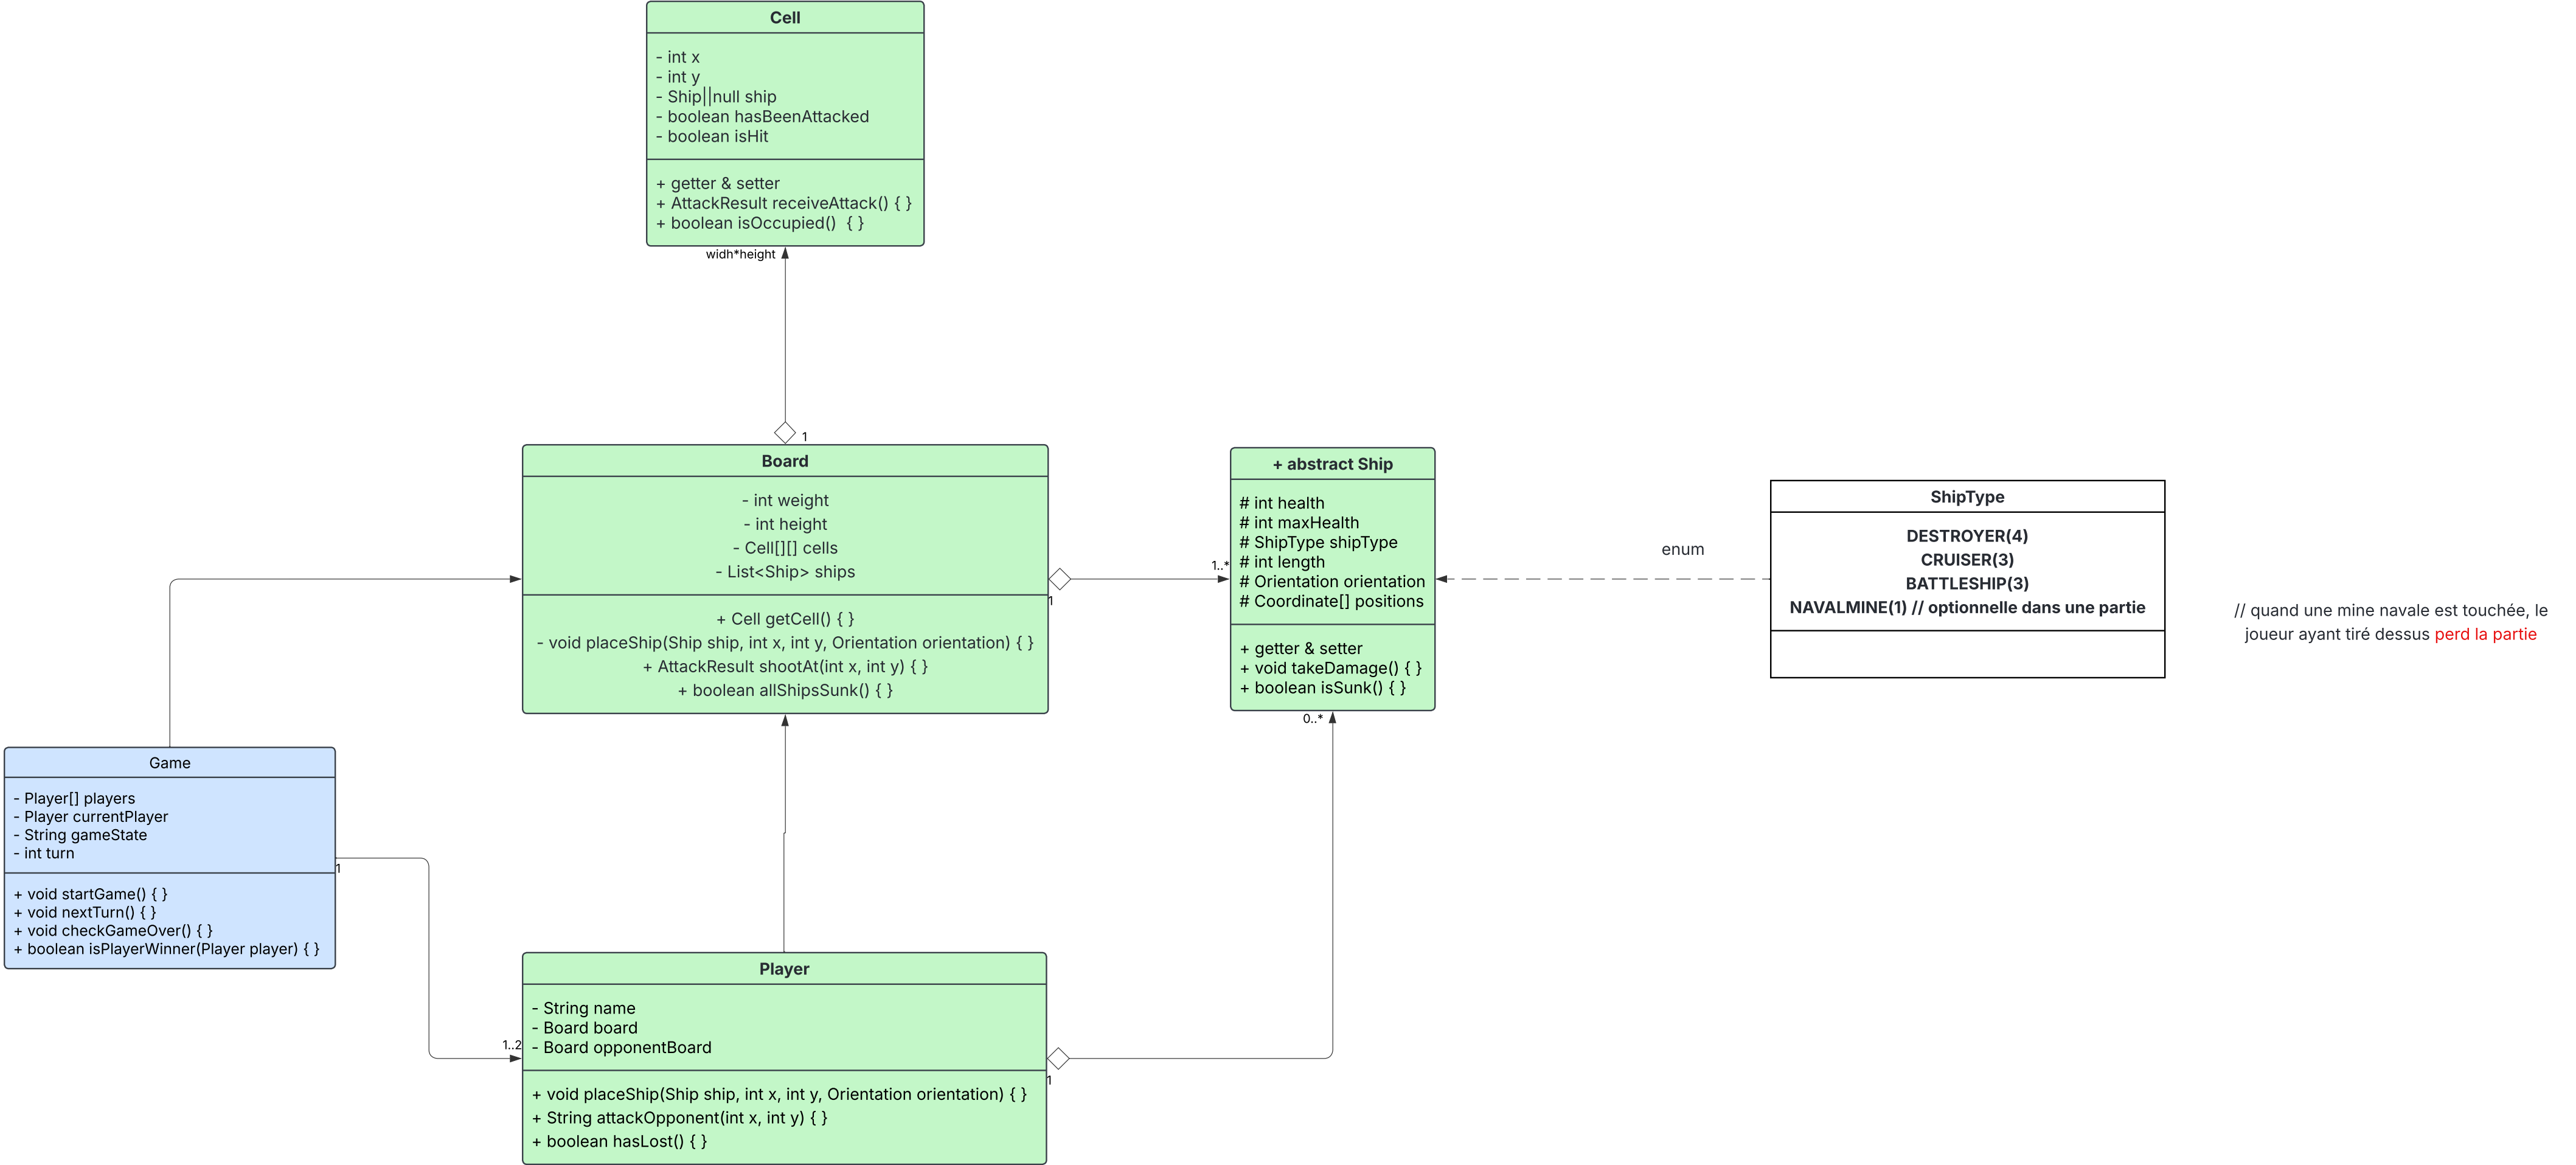 Cell
- int x
- int y
- Ship||null ship
- boolean hasBeenAttacked
- boolean isHit
+ getter & setter
+ AttackResult receiveAttack() { }
+ boolean isOccupied()  { }
widh*height
1
Board
- int weight
- int height
- Cell[][] cells
- List<Ship> ships
+ Cell getCell() { }
- void placeShip(Ship ship, int x, int y, Orientation orientation) { }
+ AttackResult shootAt(int x, int y) { }
+ boolean allShipsSunk() { }
1
1..*
+ abstract Ship
# int health
# int maxHealth
# ShipType shipType
# int length
# Orientation orientation
# Coordinate[] positions
+ getter & setter
+ void takeDamage() { }
+ boolean isSunk() { }
0..*
enum
ShipType
DESTROYER(4)
CRUISER(3)
BATTLESHIP(3)
NAVALMINE(1) // optionnelle dans une partie
// quand une mine navale est touchée, le
joueur ayant tiré dessus perd la partie
Game
- Player[] players
- Player currentPlayer
- String gameState
- int turn
+ void startGame() { }
+ void nextTurn() { }
+ void checkGameOver() { }
+ boolean isPlayerWinner(Player player) { }
1
1..2
Player
- String name
- Board board
- Board opponentBoard
+ void placeShip(Ship ship, int x, int y, Orientation orientation) { }
+ String attackOpponent(int x, int y) { }
+ boolean hasLost() { }
1